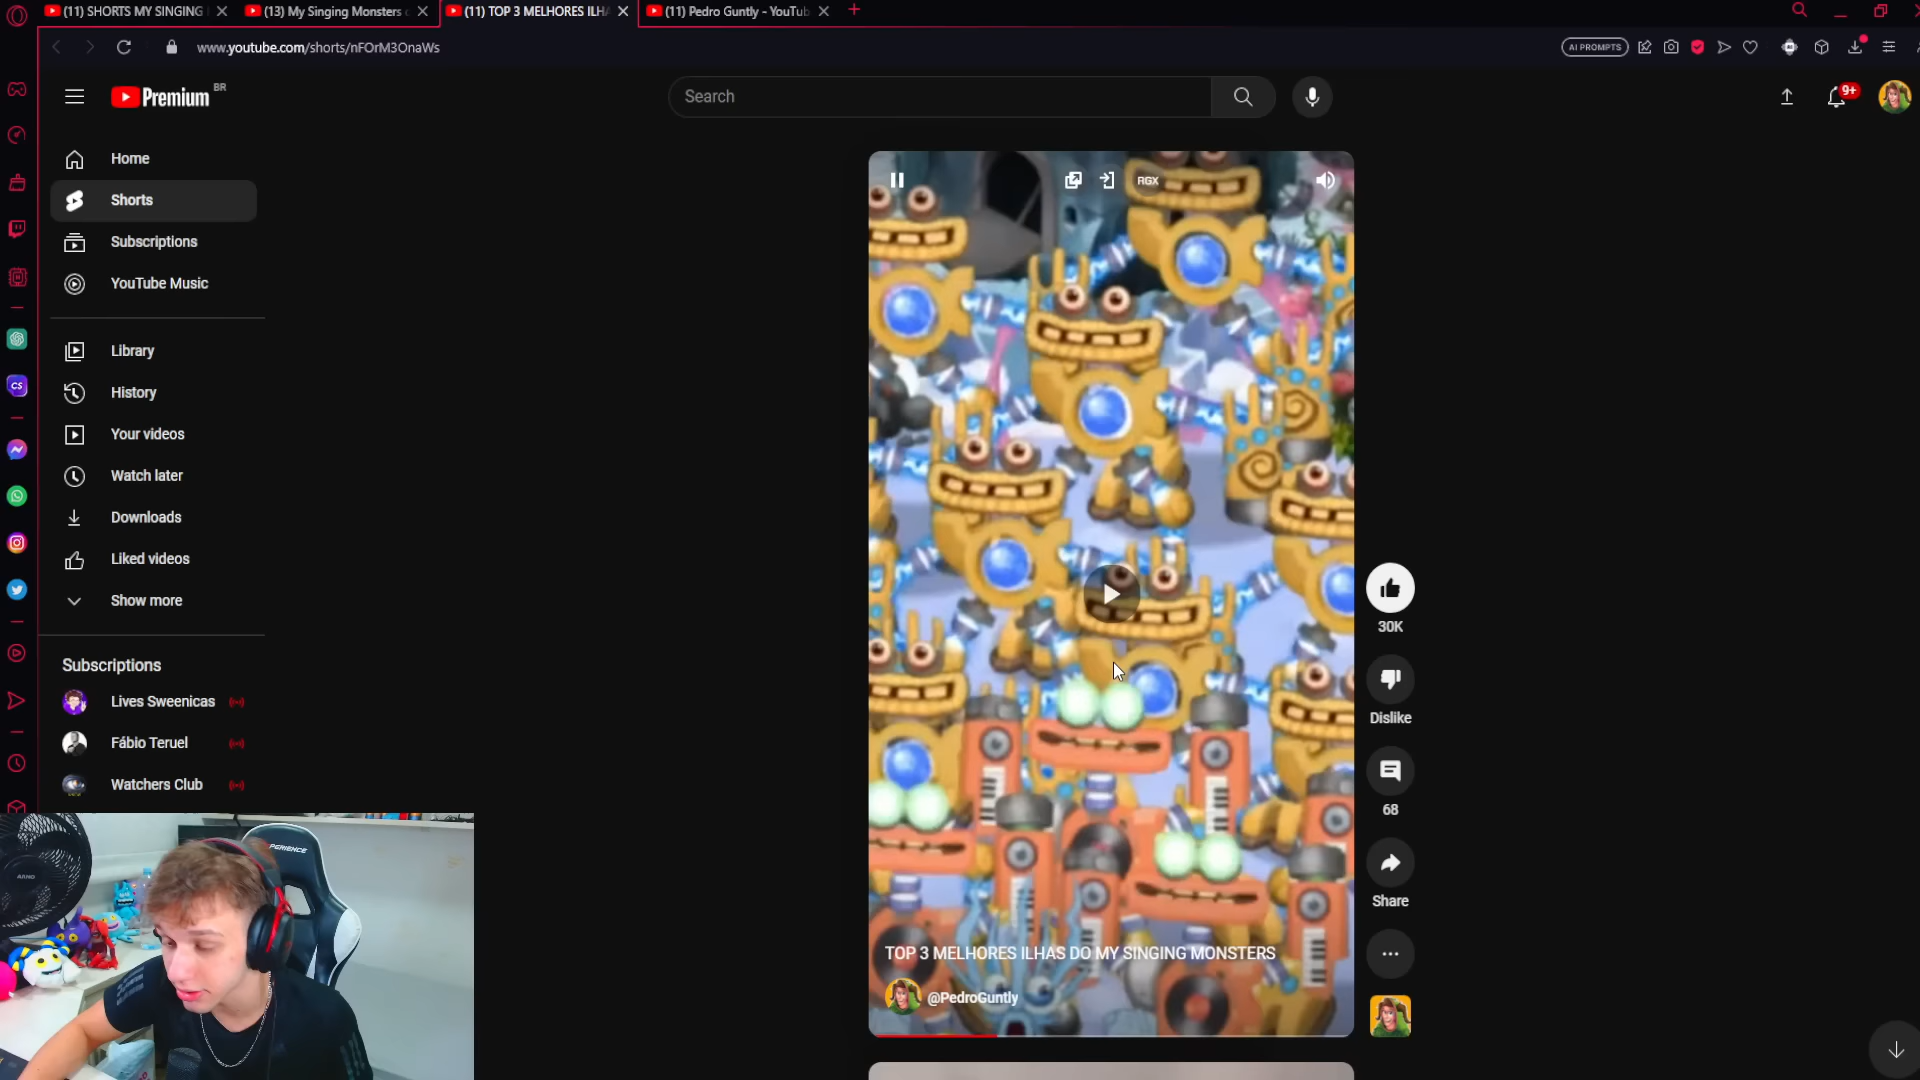 (11) SHORTS MY SINGING
(13) My Singing Monsters
(11) TOP 3 MELHORES ILH
(11) Pedro Guntly - YouTub
www.youtube.com/shorts/nFOrM3OnaWs
AI PROMPTS
Premium
BR
Search
9+
Home
Shorts
Subscriptions
YouTube Music
Library
History
Your videos
Watch later
Downloads
Liked videos
Show more
Subscriptions
Lives Sweenicas
Fábio Teruel
Watchers Club
CS
RGX
30K
Dislike
68
Share
TOP 3 MELHORES ILHAS DO MY SINGING MONSTERS
@PedroGuntly
ARNO